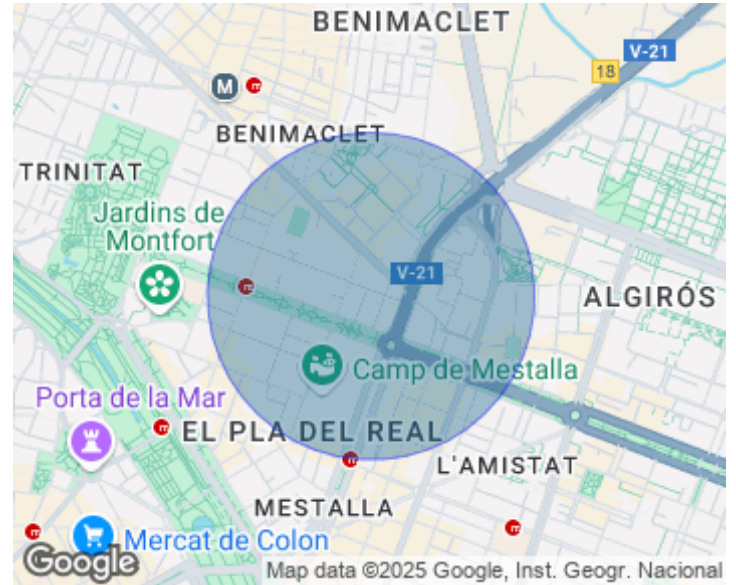 BENIMACLET
V-21
18
M
BENIMACLET
TRINITAT
Jardins de
Montfort
V-21
ALGIRÓS
Camp de Mestalla
Porta de la Mar
EL PLA DEL REAL
L'AMISTAT
MESTALLA
Mercat de Colon
Google
Map data ©2025 Google, Inst. Geogr. Nacional